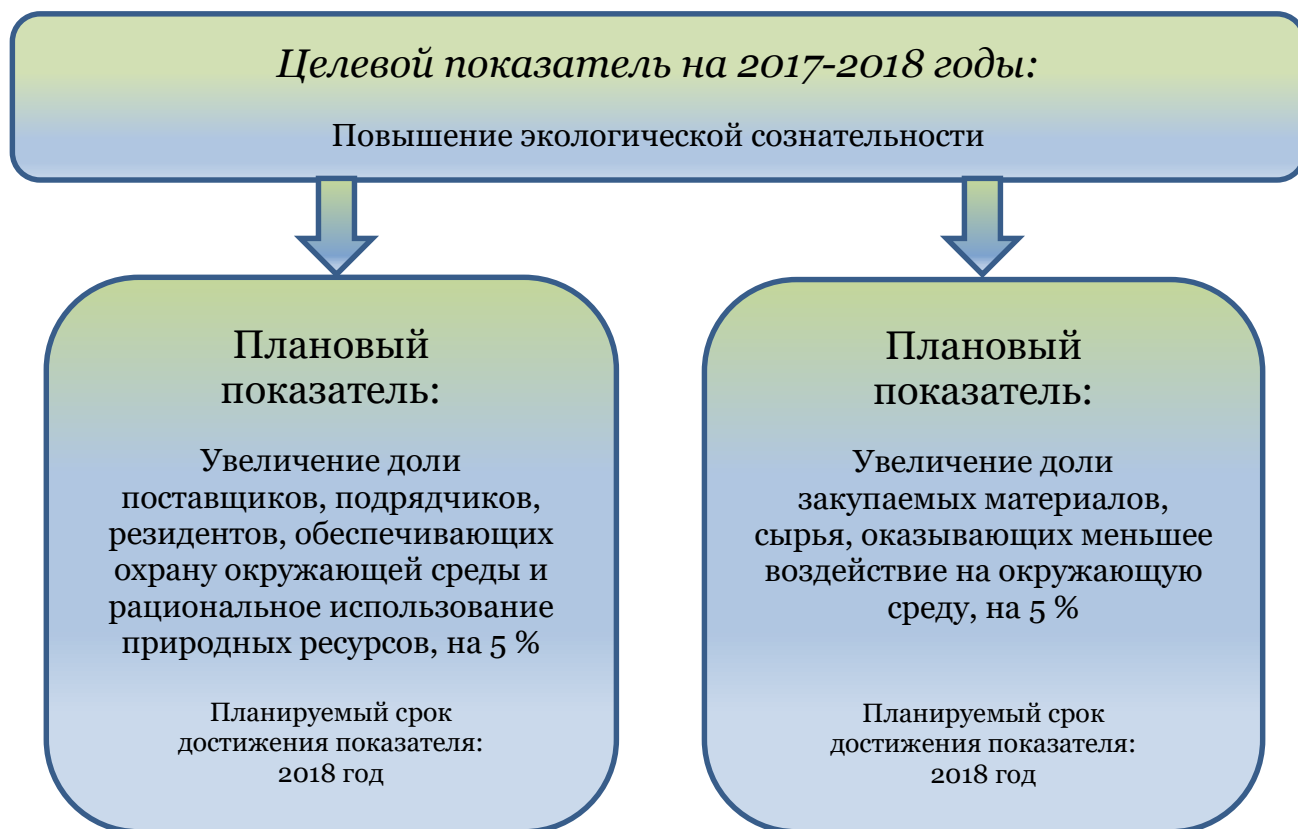 Целевой показатель на 2017-2018 годы:
Повышение экологической сознательности
Плановый
показатель:
Увеличение доли
поставщиков, подрядчиков,
резидентов, обеспечивающих
охрану окружающей среды и
рациональное использование
природных ресурсов, на 5 %
Планируемый срок
достижения показателя:
2018 год
Плановый
показатель:
Увеличение доли
закупаемых материалов,
сырья, оказывающих меньшее
воздействие на окружающую
среду, на 5 %
Планируемый срок
достижения показателя:
2018 год